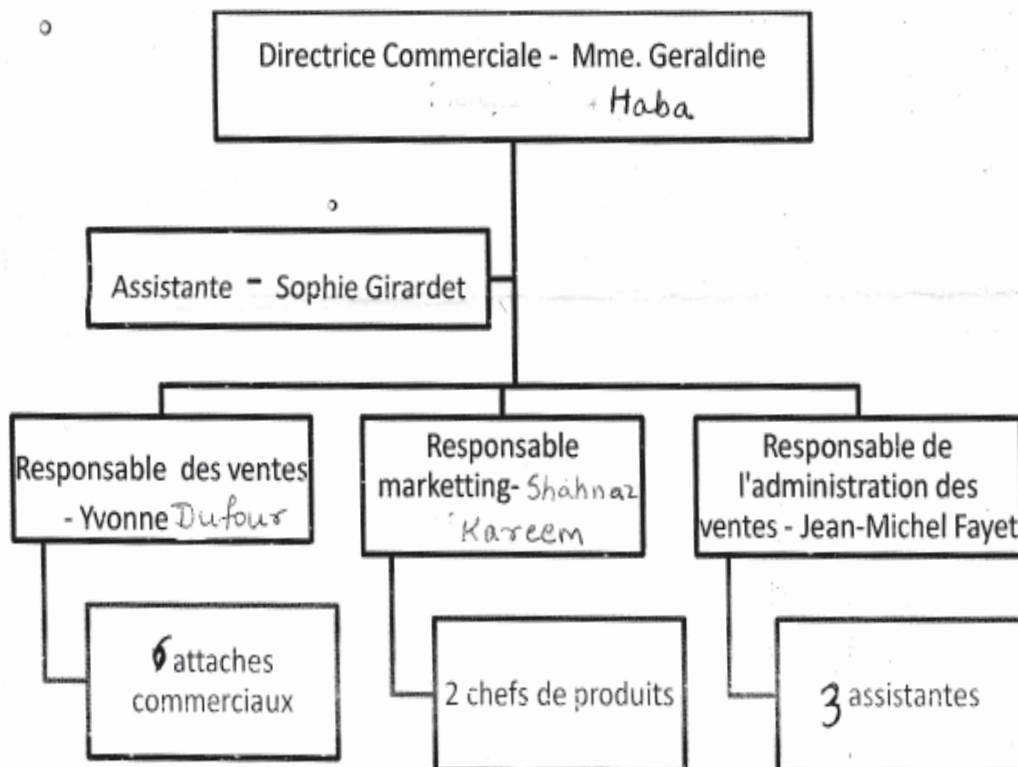 Directrice Commerciale - Mme. Geraldine
Haba
Assistante - Sophie Girardet
Responsable des ventes
- Yvonne Dufour
Responsable
marketting- Shahnaz
Kareem
Responsable de
l'administration des
ventes - Jean-Michel Fayet
6 attaches
commerciaux
2 chefs de produits
3 assistantes